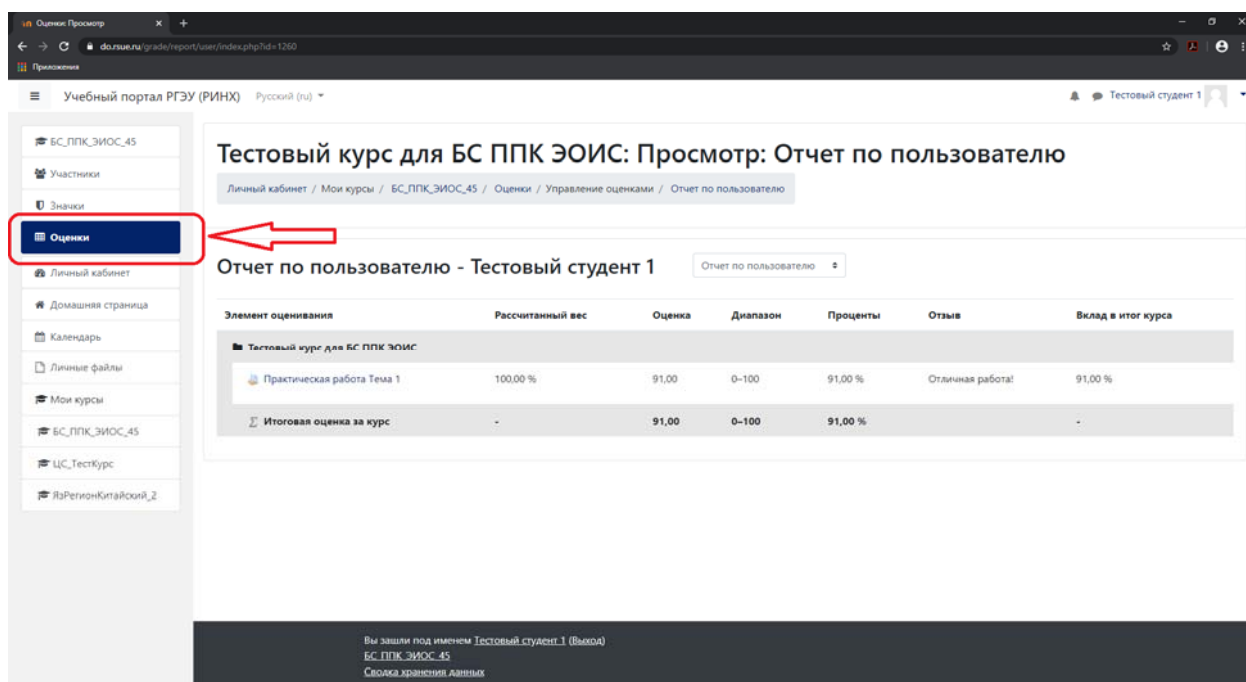 Оценки: Просмотр
do.rsue.ru/grade/report/user/index.php?id=1260
Приложения
Учебный портал РГЭУ (РИНХ) Русский (ru)
Тестовый студент 1
БС_ППК_ЭИОС_45
Участники
Значки
Оценки
Личный кабинет
Домашняя страница
Календарь
Личные файлы
Мои курсы
БС_ППК_ЭИОС_45
ЦС_ТестКурс
ЯзРегионКитайский_2
Тестовый курс для БС ППК ЭОИС: Просмотр: Отчет по пользователю
Личный кабинет / Мои курсы / БС_ППК_ЭИОС_45 / Оценки / Управление оценками / Отчет по пользователю
Отчет по пользователю - Тестовый студент 1 Отчет по пользователю
Элемент оценивания Рассчитанный вес Оценка Диапазон Проценты Отзыв Вклад в итог курса
Тестовый курс для БС ППК ЭОИС
Практическая работа Тема 1 100,00 % 91,00 0–100 91,00 % Отличная работа! 91,00 %
∑ Итоговая оценка за курс - 91,00 0–100 91,00 % -
Вы зашли под именем Тестовый студент 1 (Выход)
БС_ППК_ЭИОС_45
Сводка хранения данных